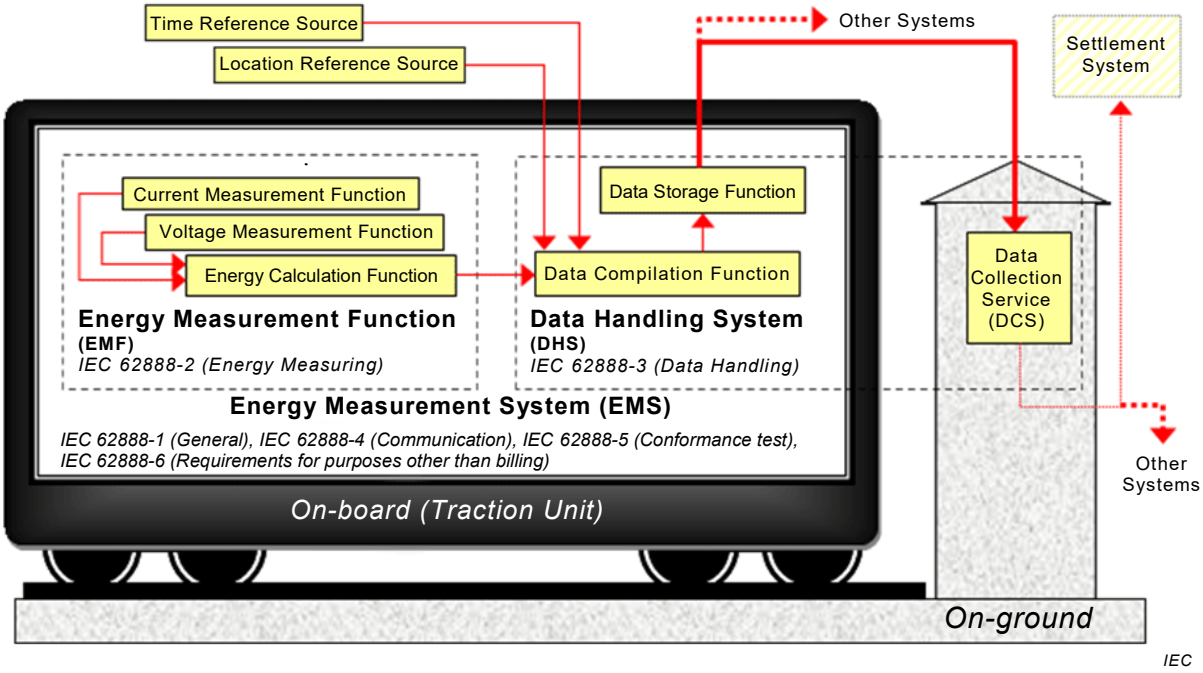 Time Reference Source
Location Reference Source
Other Systems
Settlement
System
Current Measurement Function
Voltage Measurement Function
Energy Calculation Function
Data Storage Function
Data Compilation Function
Data
Collection
Service
(DCS)
Energy Measurement Function
(EMF)
IEC 62888-2 (Energy Measuring)
Data Handling System
(DHS)
IEC 62888-3 (Data Handling)
Energy Measurement System (EMS)
IEC 62888-1 (General), IEC 62888-4 (Communication), IEC 62888-5 (Conformance test),
IEC 62888-6 (Requirements for purposes other than billing)
Other
Systems
On-board (Traction Unit)
On-ground
IEC